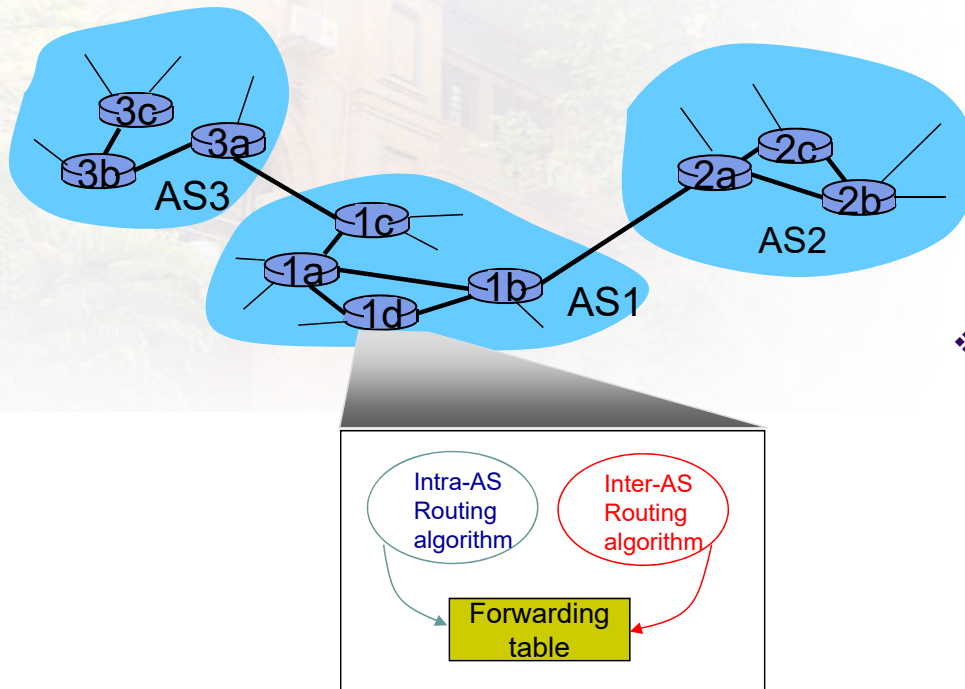 3c
3a
3b
AS3
2c
2a
2b
AS2
1c
1a
1b
AS1
1d
Intra-AS
Routing
algorithm
Inter-AS
Routing
algorithm
Forwarding
table